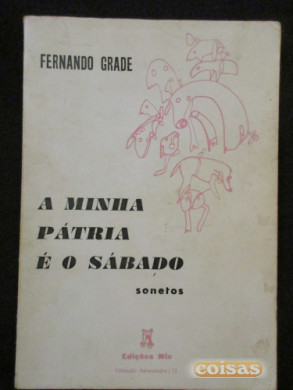 FERNANDO GRADE
A MINHA
PÁTRIA
É O SÁBADO
sonetos
Edições Mic
coisas